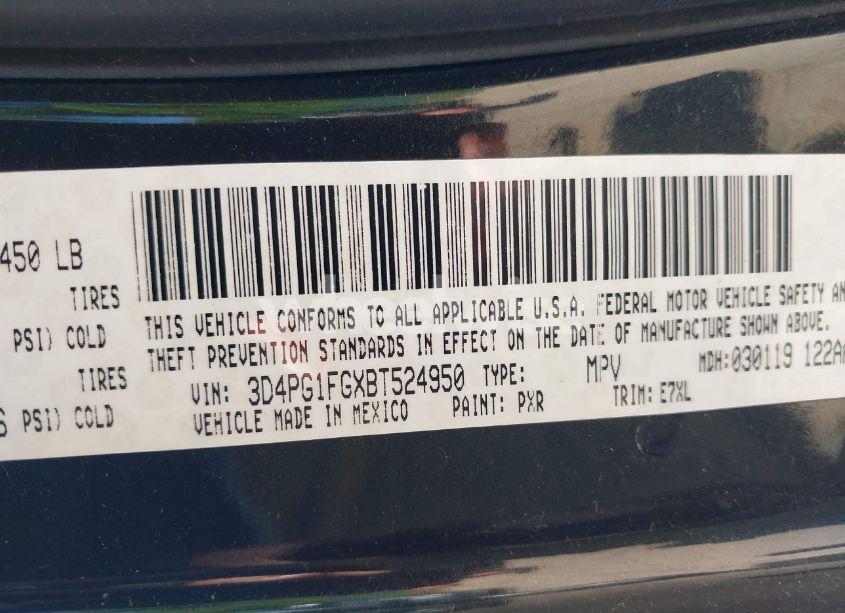 450 LB
TIRES
PSI) COLD
TIRES
PSI) COLD
THIS VEHICLE CONFORMS TO ALL APPLICABLE U.S.A. FEDERAL MOTOR VEHICLE SAFETY AN
THEFT PREVENTION STANDARDS IN EFFECT ON THE DATE OF MANUFACTURE SHOWN ABOVE.
VIN: 3D4PG1FGXBT524950 TYPE: MPV MDH:030119 122A
VEHICLE MADE IN MEXICO PAINT: PXR TRIM: E7XL